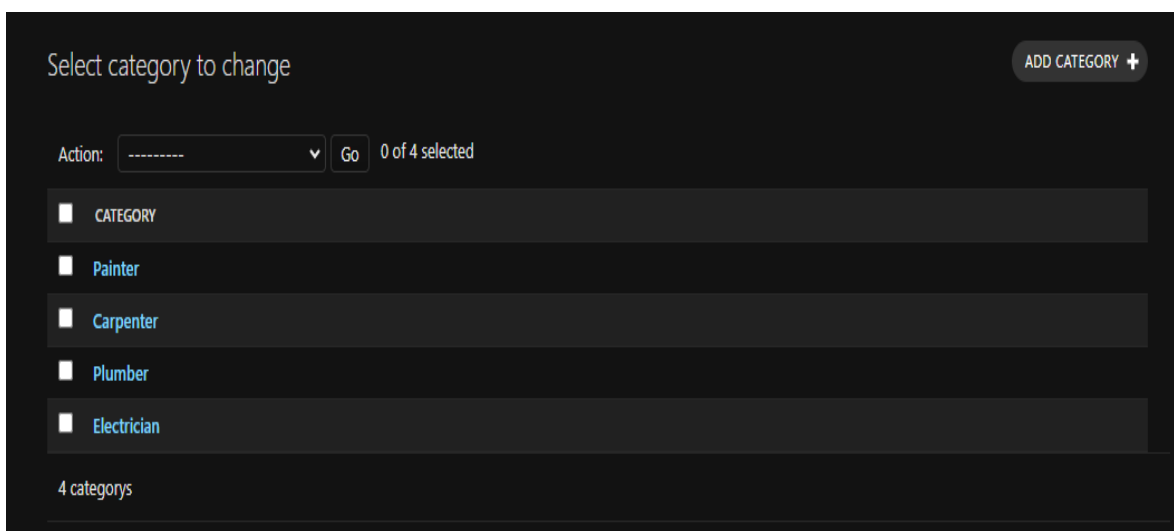 Select category to change
ADD CATEGORY +
Action: --------- Go 0 of 4 selected
CATEGORY
Painter
Carpenter
Plumber
Electrician
4 categorys